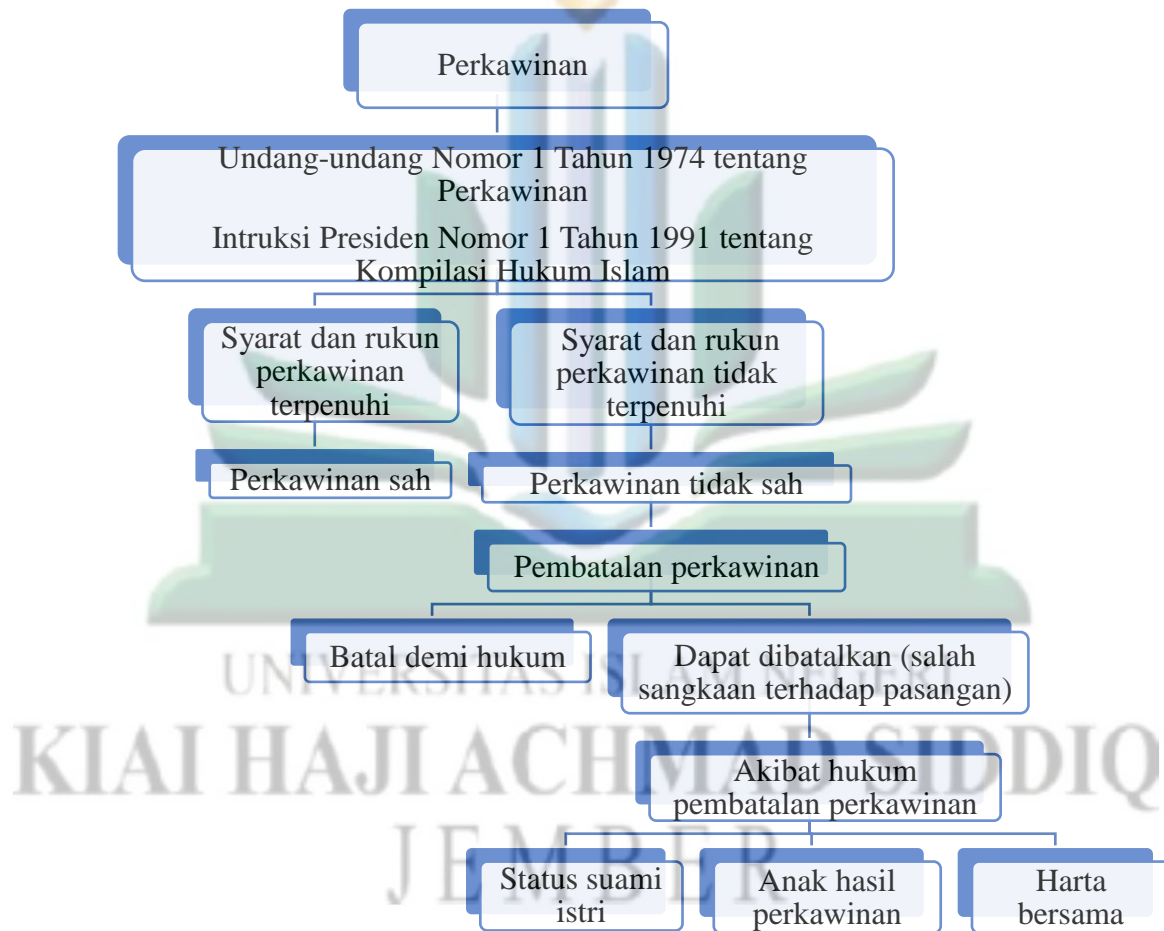 Perkawinan
Undang-undang Nomor 1 Tahun 1974 tentang
Perkawinan
Intruksi Presiden Nomor 1 Tahun 1991 tentang
Kompilasi Hukum Islam
Syarat dan rukun
perkawinan
terpenuhi
Syarat dan rukun
perkawinan tidak
terpenuhi
Perkawinan sah
Perkawinan tidak sah
Pembatalan perkawinan
Batal demi hukum
Dapat dibatalkan (salah
sangkaan terhadap pasangan)
UNIVERSITAS ISLAM NEGERI
KIAI HAJI ACHMAD SIDDIQ
Akibat hukum
pembatalan perkawinan
JEMBER
Status suami
istri
Anak hasil
perkawinan
Harta
bersama